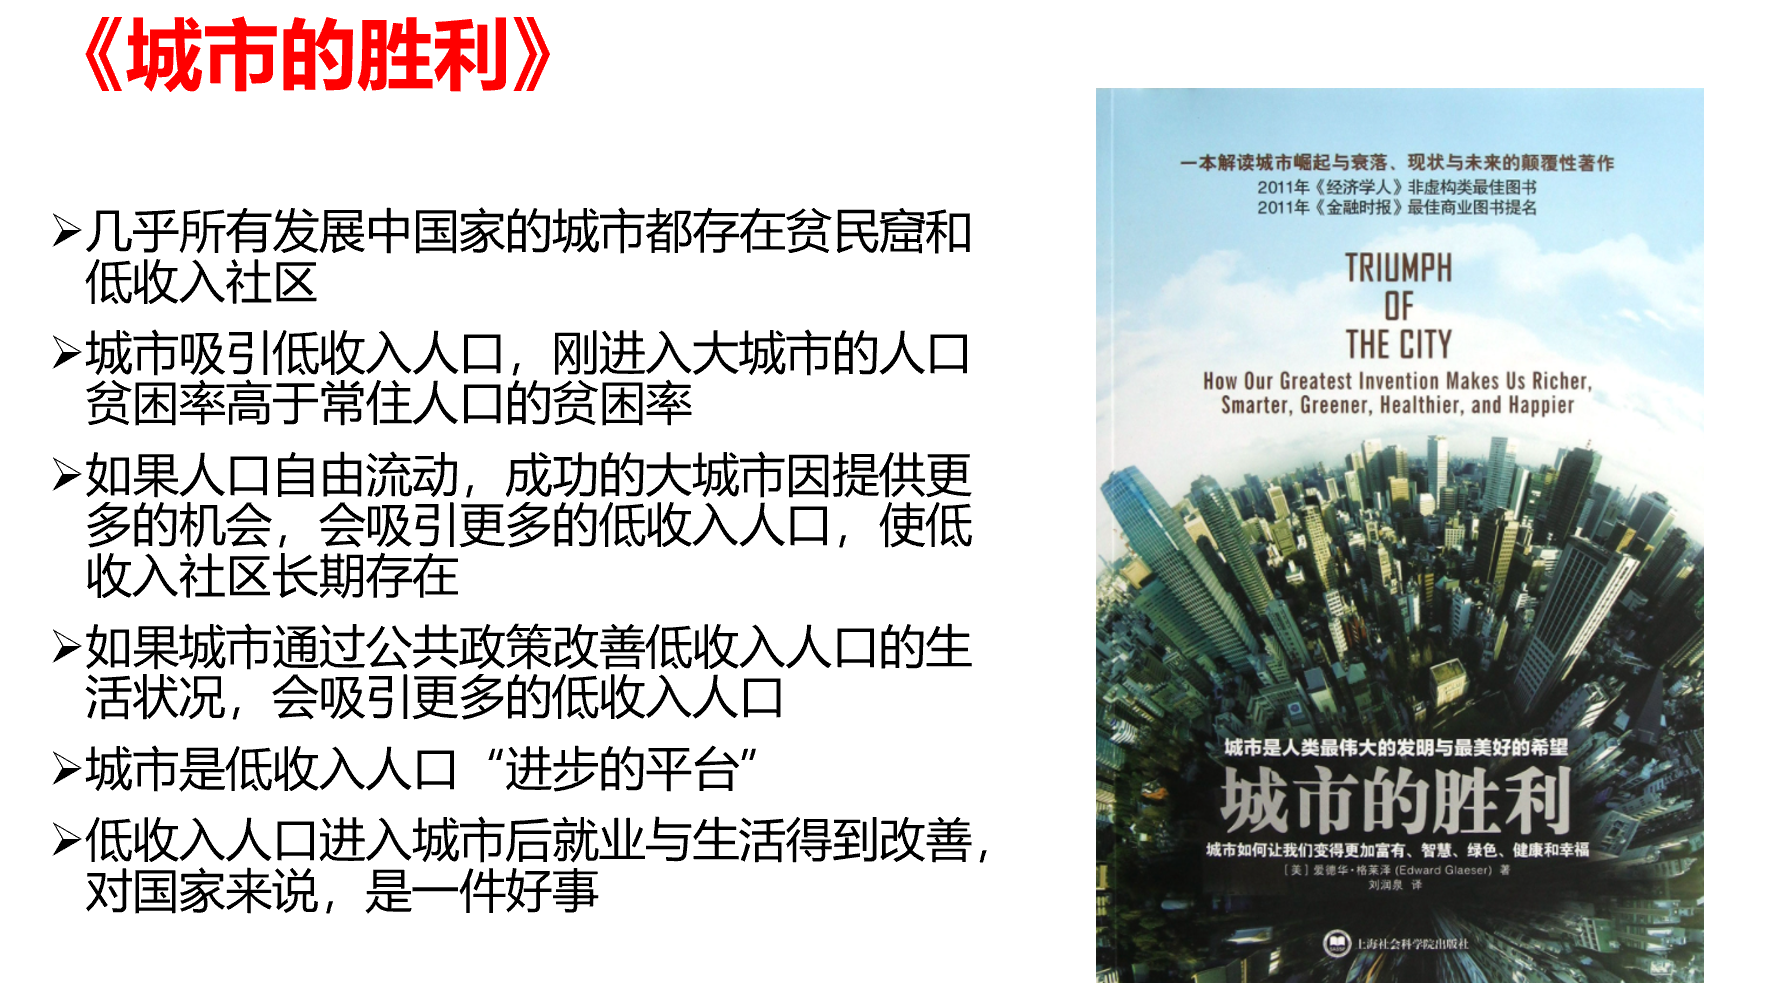 《城市的胜利》
➢几乎所有发展中国家的城市都存在贫民窟和
低收入社区
➢城市吸引低收入人口，刚进入大城市的人口
贫困率高于常住人口的贫困率
➢如果人口自由流动，成功的大城市因提供更
多的机会，会吸引更多的低收入人口，使低
收入社区长期存在
➢如果城市通过公共政策改善低收入人口的生
活状况，会吸引更多的低收入人口
➢城市是低收入人口“进步的平台”
➢低收入人口进入城市后就业与生活得到改善，
对国家来说，是一件好事
一本解读城市崛起与衰落、现状与未来的颠覆性著作
2011年《经济学人》非虚构类最佳图书
2011年《金融时报》最佳商业图书提名
TRIUMPH
OF
THE CITY
How Our Greatest Invention Makes Us Richer,
Smarter, Greener, Healthier, and Happier
城市是人类最伟大的发明与最美好的希望
城市的胜利
城市如何让我们变得更加富有、智慧、绿色、健康和幸福
［美］爱德华·格莱泽 (Edward Glaeser) 著
刘润泉 译
上海社会科学院出版社